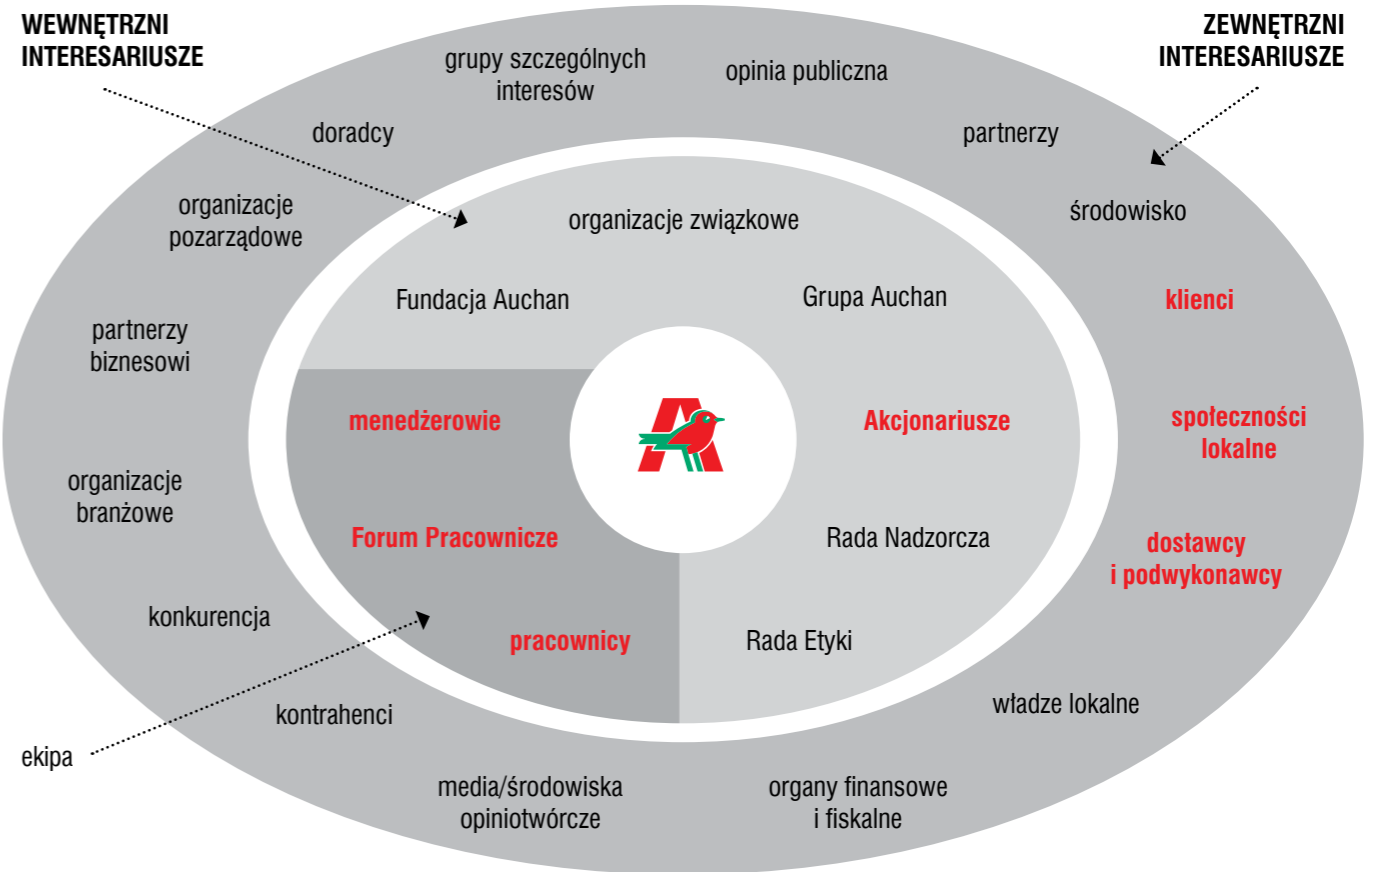 WEWNĘTRZNI
INTERESARIUSZE
ZEWNĘTRZNI
INTERESARIUSZE
grupy szczególnych
interesów
opinia publiczna
doradcy
partnerzy
organizacje
pozarządowe
środowisko
organizacje związkowe
Fundacja Auchan
Grupa Auchan
klienci
partnerzy
biznesowi
menedżerowie
Akcjonariusze
społeczności
lokalne
organizacje
branżowe
Forum Pracownicze
Rada Nadzorcza
dostawcy
i podwykonawcy
konkurencja
pracownicy
Rada Etyki
kontrahenci
władze lokalne
ekipa
media/środowiska
opiniotwórcze
organy finansowe
i fiskalne